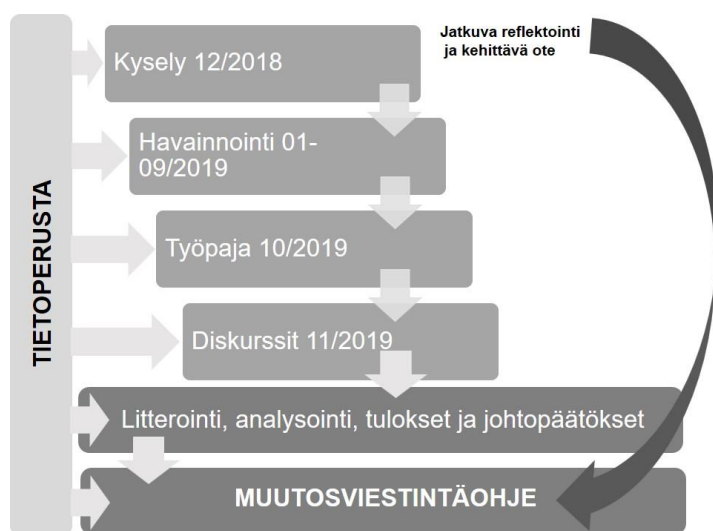 TIETOPERUSTA
Jatkuva reflektointi
ja kehittävä ote
Kysely 12/2018
Havainnointi 01-
09/2019
Työpaja 10/2019
Diskurssit 11/2019
Litterointi, analysointi, tulokset ja johtopäätökset
MUUTOSVIESTINTÄOHJE